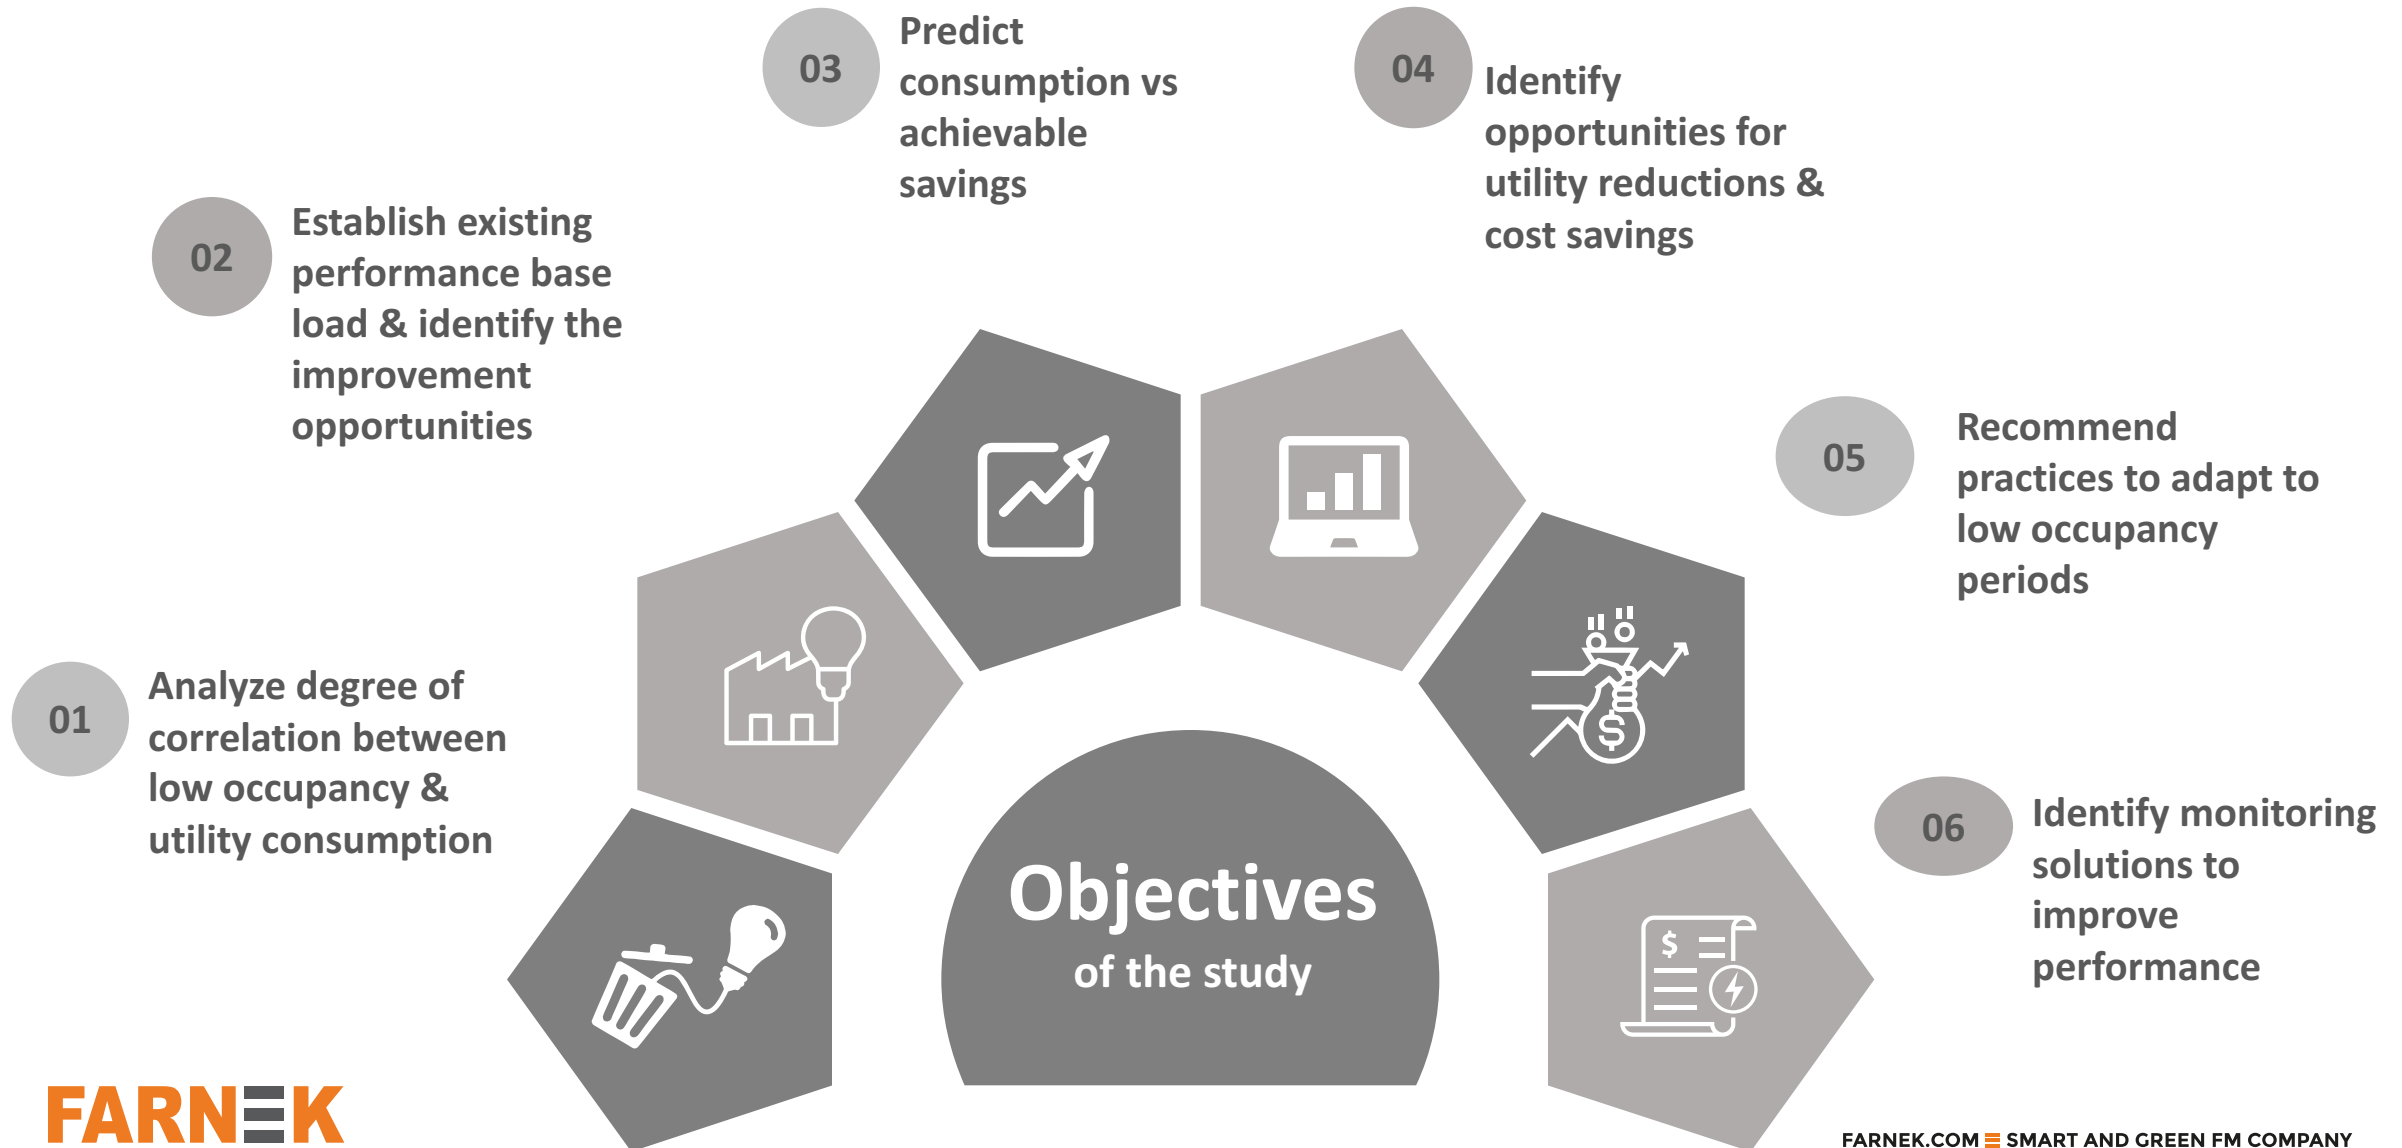 01
Analyze degree of
correlation between
low occupancy &
utility consumption
02
Establish existing
performance base
load & identify the
improvement
opportunities
03
Predict
consumption vs
achievable
savings
04
Identify
opportunities for
utility reductions &
cost savings
05
Recommend
practices to adapt to
low occupancy
periods
06
Identify monitoring
solutions to
improve
performance
$
$
Objectives
of the study
FARNEK
FARNEK.COM SMART AND GREEN FM COMPANY